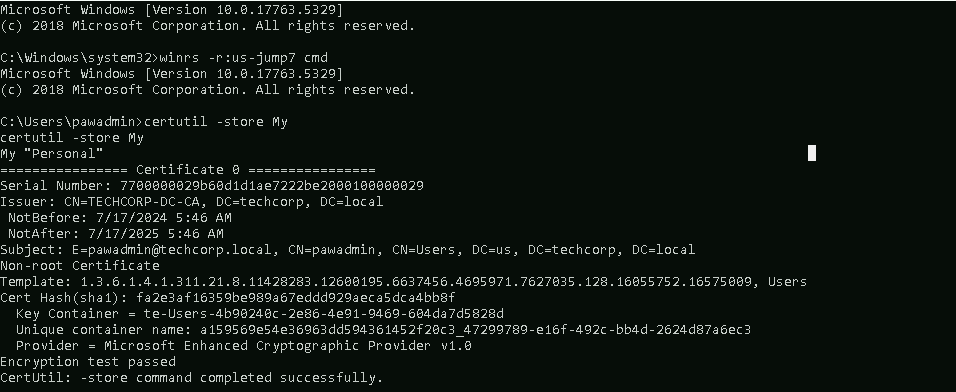 Microsoft Windows [Version 10.0.17763.5329]
(c) 2018 Microsoft Corporation. All rights reserved.
C:\Windows\system32>winrs -r:us-jump7 cmd
Microsoft Windows [Version 10.0.17763.5329]
(c) 2018 Microsoft Corporation. All rights reserved.
C:\Users\pawadmin>certutil -store My
certutil -store My
My "Personal"
================ Certificate 0 ================
Serial Number: 7700000029b60d1d1ae7222be2000100000029
Issuer: CN=TECHCORP-DC-CA, DC=techcorp, DC=local
NotBefore: 7/17/2024 5:46 AM
NotAfter: 7/17/2025 5:46 AM
Subject: E=pawadmin@techcorp.local, CN=pawadmin, CN=Users, DC=us, DC=techcorp, DC=local
Non-root Certificate
Template: 1.3.6.1.4.1.311.21.8.11428283.12600195.6637456.4695971.7627035.128.16055752.16575009, Users
Cert Hash(sha1): fa2e3af16359be989a67eddd929aeca5dca4bb8f
Key Container = te-Users-4b90240c-2e86-4e91-9469-604da7d5828d
Unique container name: a159569e54e36963dd594361452f20c3_47299789-e16f-492c-bb4d-2624d87a6ec3
Provider = Microsoft Enhanced Cryptographic Provider v1.0
Encryption test passed
CertUtil: -store command completed successfully.